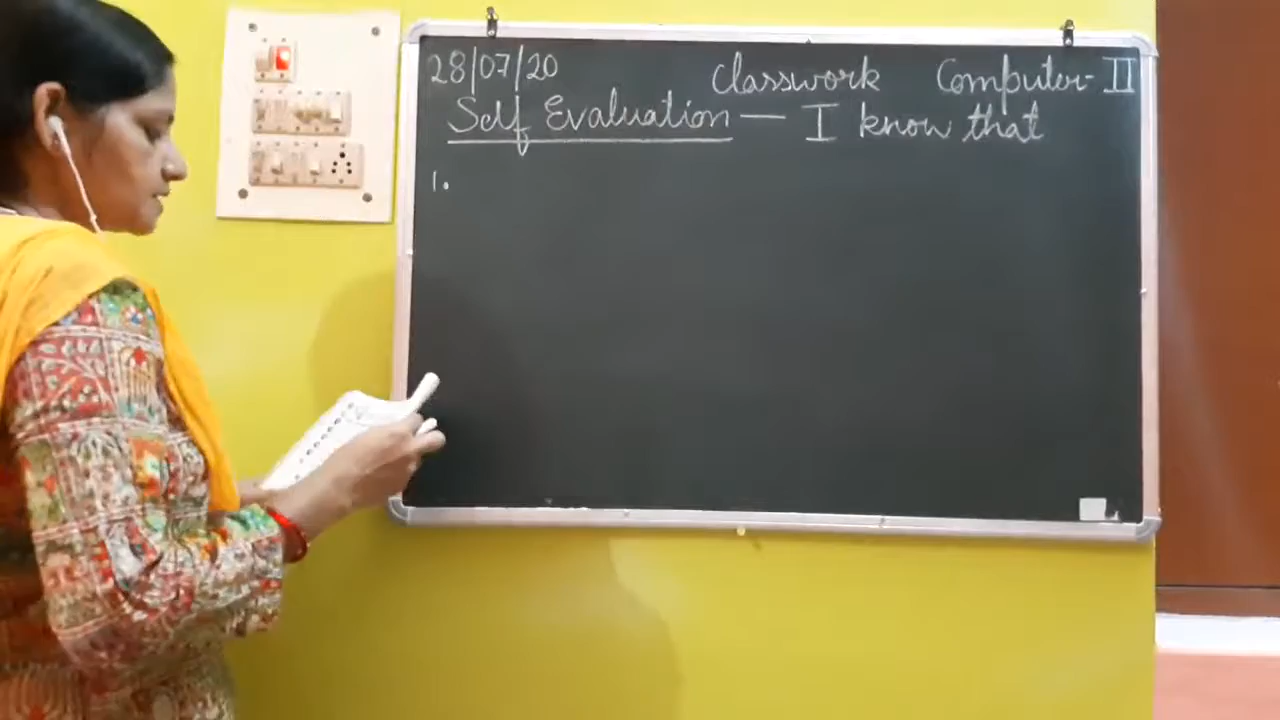 28/07/20 Classwork Computer-II
Self Evaluation — I know that
1.